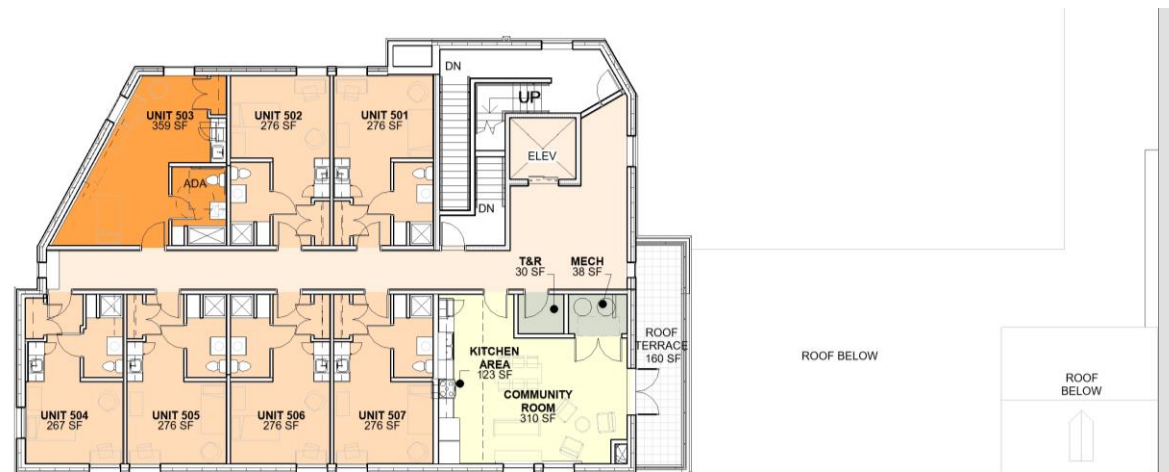 DN
UP
UNIT 503
359 SF
UNIT 502
276 SF
UNIT 501
276 SF
ELEV
ADA
DN
T&R
30 SF
MECH
38 SF
ROOF
TERRACE
160 SF
KITCHEN
AREA
123 SF
COMMUNITY
ROOM
310 SF
ROOF BELOW
ROOF
BELOW
UNIT 504
267 SF
UNIT 505
276 SF
UNIT 506
276 SF
UNIT 507
276 SF